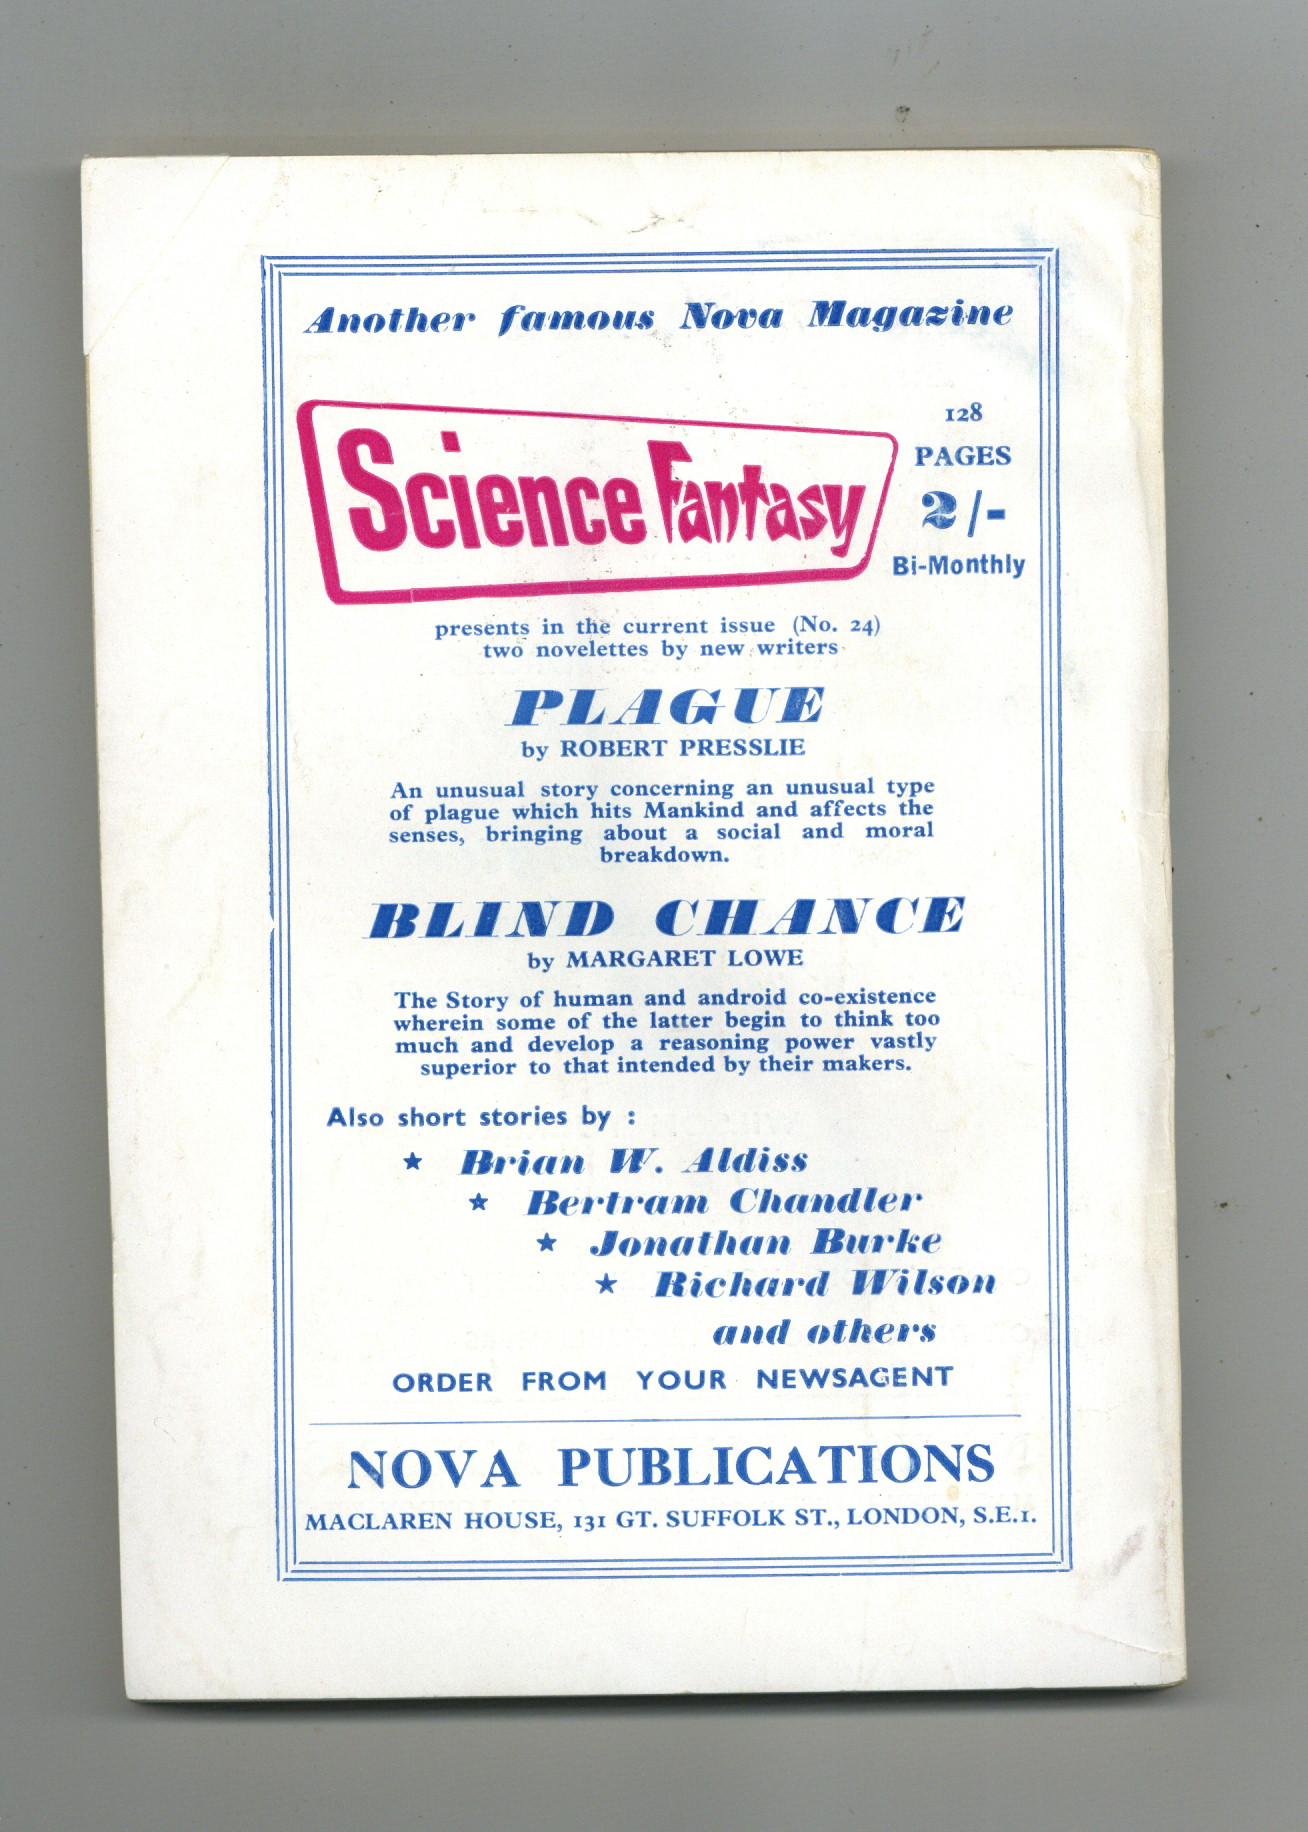 Another famous Nova Magazine
Science Fantasy
128
PAGES
2/-
Bi-Monthly
presents in the current issue (No. 24)
two novelettes by new writers
PLAGUE
by ROBERT PRESSLIE
An unusual story concerning an unusual type
of plague which hits Mankind and affects the
senses, bringing about a social and moral
breakdown.
BLIND CHANCE
by MARGARET LOWE
The Story of human and android co-existence
wherein some of the latter begin to think too
much and develop a reasoning power vastly
superior to that intended by their makers.
Also short stories by :
★ Brian W. Aldiss
★ Bertram Chandler
★ Jonathan Burke
★ Richard Wilson
and others
ORDER FROM YOUR NEWSAGENT
NOVA PUBLICATIONS
MACLAREN HOUSE, 131 GT. SUFFOLK ST., LONDON, S.E.1.